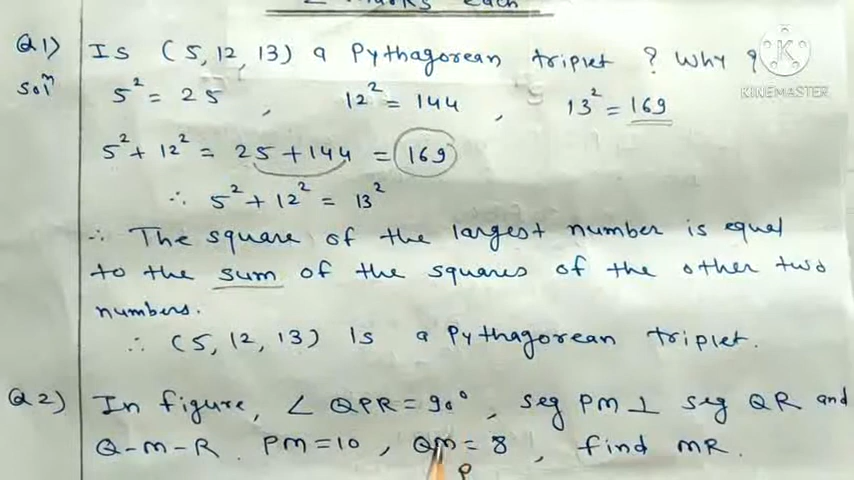 2 marks each
Q1) Is (5, 12, 13) a Pythagorean triplet ? Why ?
solⁿ 5² = 25 , 12² = 144 , 13² = 169
KINEMASTER
5² + 12² = 25 + 144 = 169
∴ 5² + 12² = 13²
∴ The square of the largest number is equal
to the sum of the squares of the other two
numbers.
∴ (5, 12, 13) Is a Pythagorean triplet.
Q2) In figure, ∠ QPR = 90° , seg PM ⊥ seg QR and
Q-M-R. PM = 10 , QM = 8 , find MR.
P